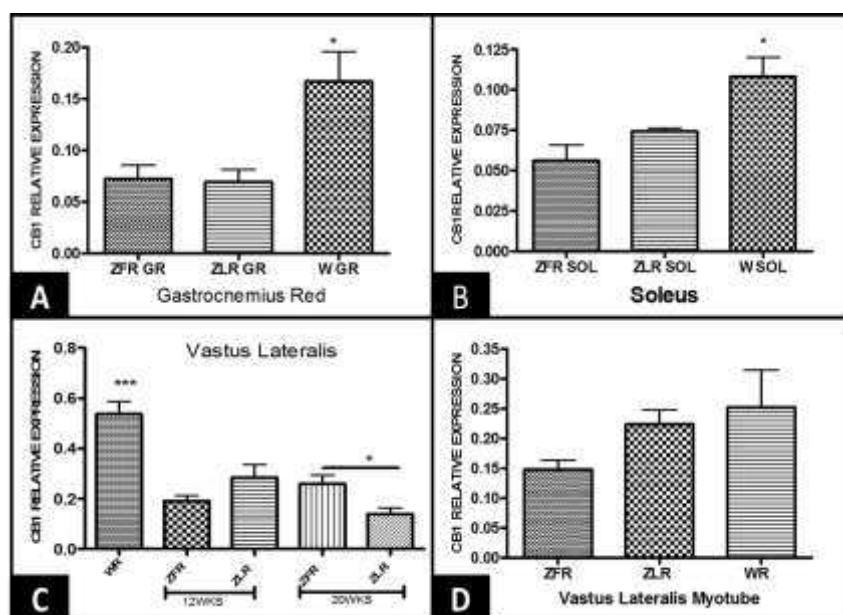 CB1 RELATIVE EXPRESSION
0.20
0.15
0.10
0.05
0.00
*
ZFR GR ZLR GR W GR
Gastrocnemius Red
A
CB1RELATIVE EXPRESSION
0.125
0.100
0.075
0.050
0.025
0.000
*
ZFR SOL ZLR SOL W SOL
Soleus
B
Vastus Lateralis
CB1 RELATIVE EXPRESSION
0.8
0.6
0.4
0.2
0.0
***
*
WR ZFR ZLR ZFR ZLR
12WKS 20WKS
C
CB1 RELATIVE EXPRESSION
0.35
0.30
0.25
0.20
0.15
0.10
0.05
0.00
ZFR ZLR WR
Vastus Lateralis Myotube
D